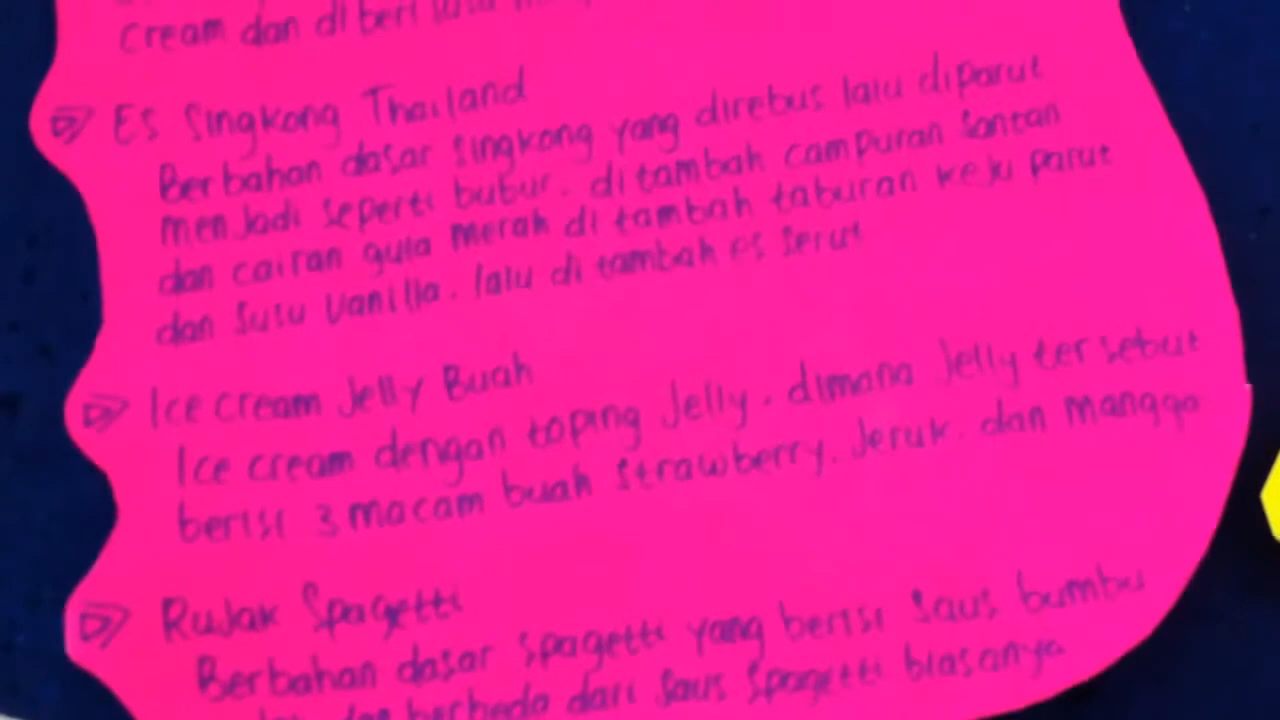 cream dan di beri
Es Singkong Thailand
Berbahan dasar singkong yang direbus lalu diparut
menjadi seperti bubur. di tambah campuran santan
dan cairan gula merah di tambah taburan keju parut
dan susu vanilla. lalu di tambah es serut
Ice cream Jelly Buah
Ice cream dengan toping Jelly. dimana Jelly tersebut
berisi 3 macam buah strawberry. Jeruk. dan mangga
Rujak Spagetti
Berbahan dasar spagetti yang berisi saus bumbu
berbeda dari saus spagetti biasanya